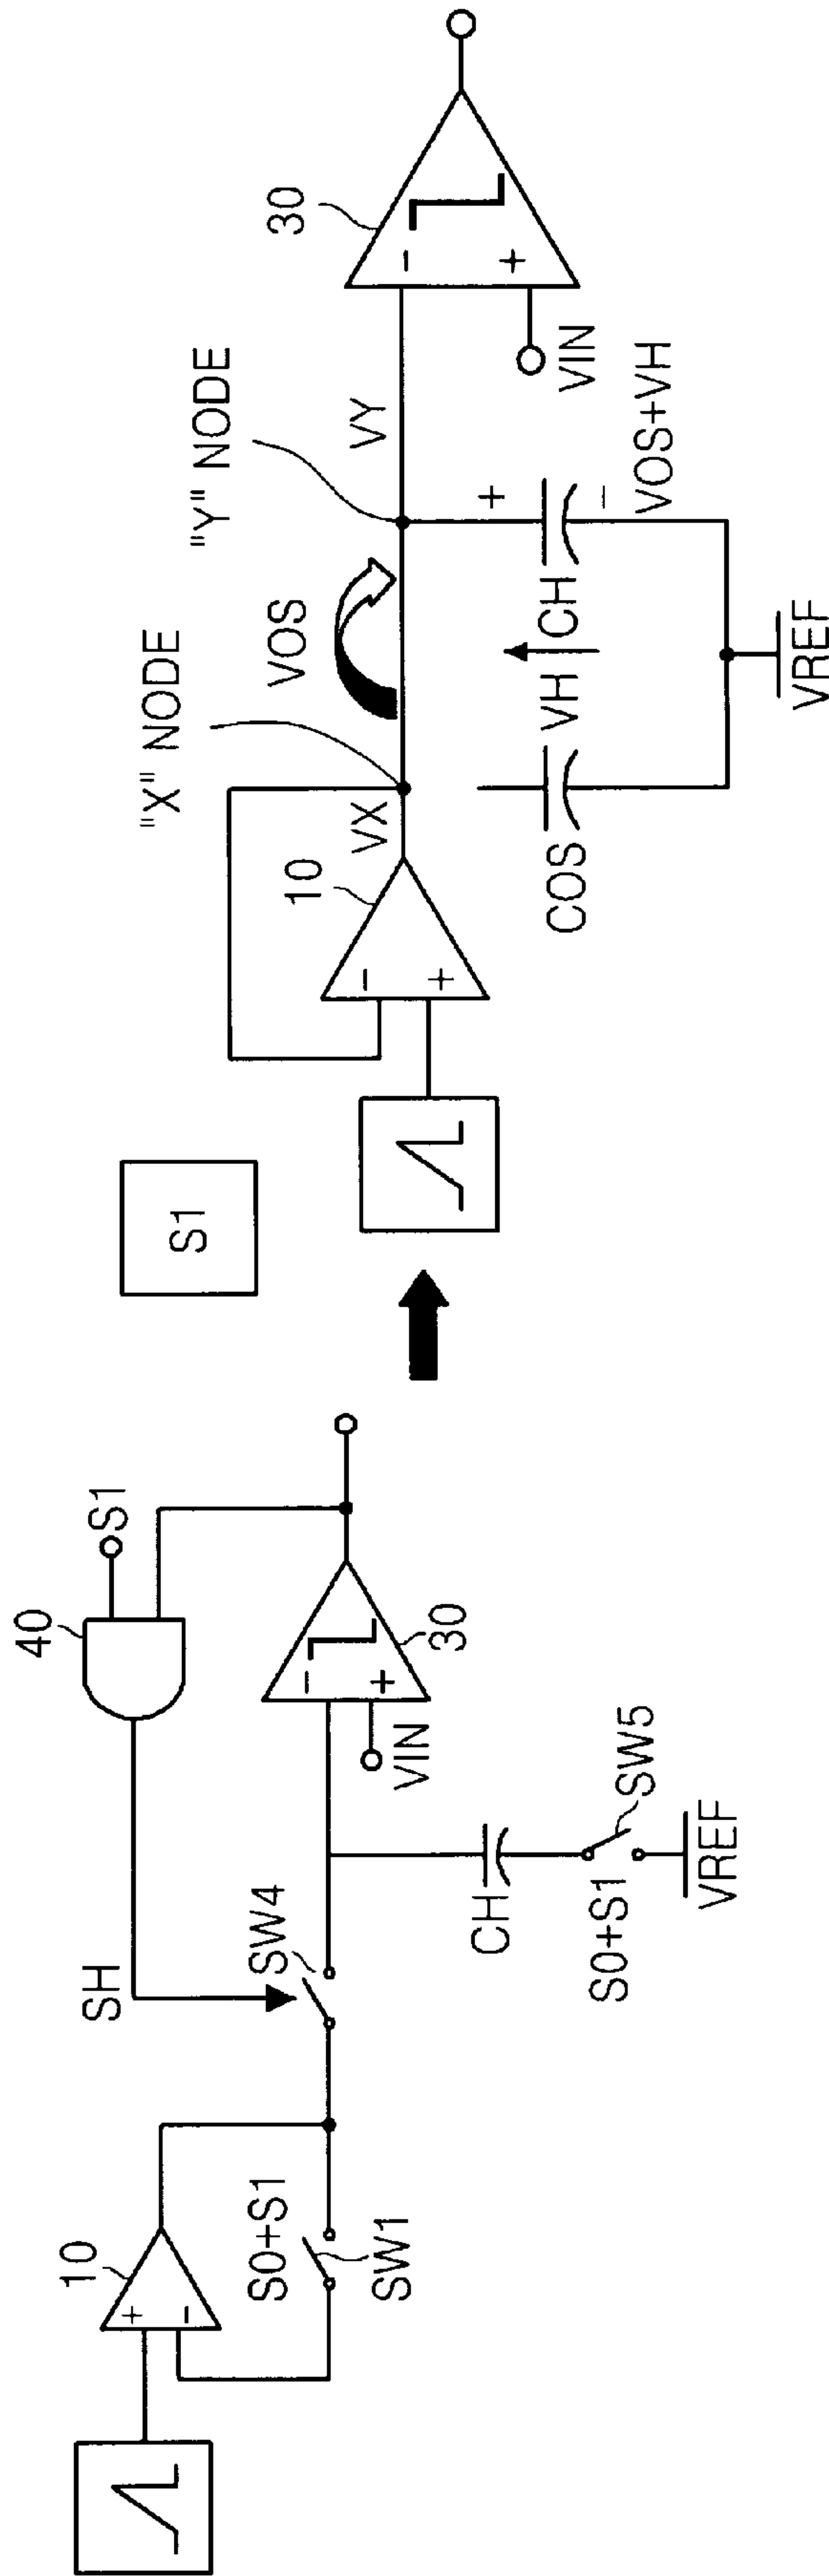 10
+
−
S0+S1
SW1
SH
SW4
40
S1
−
+
30
VIN
CH
S0+S1
SW5
VREF
S1
10
−
+
VX
"X" NODE
VOS
"Y" NODE
VY
30
−
+
VIN
COS
VH
CH
+
−
VOS+VH
VREF